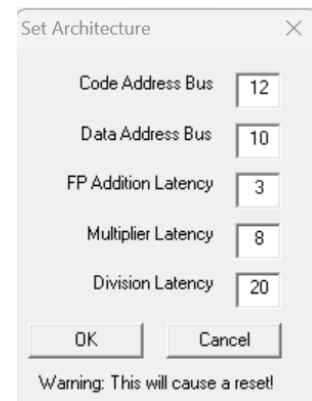 Set Architecture
Code Address Bus 12
Data Address Bus 10
FP Addition Latency 3
Multiplier Latency 8
Division Latency 20
OK Cancel
Warning: This will cause a reset!